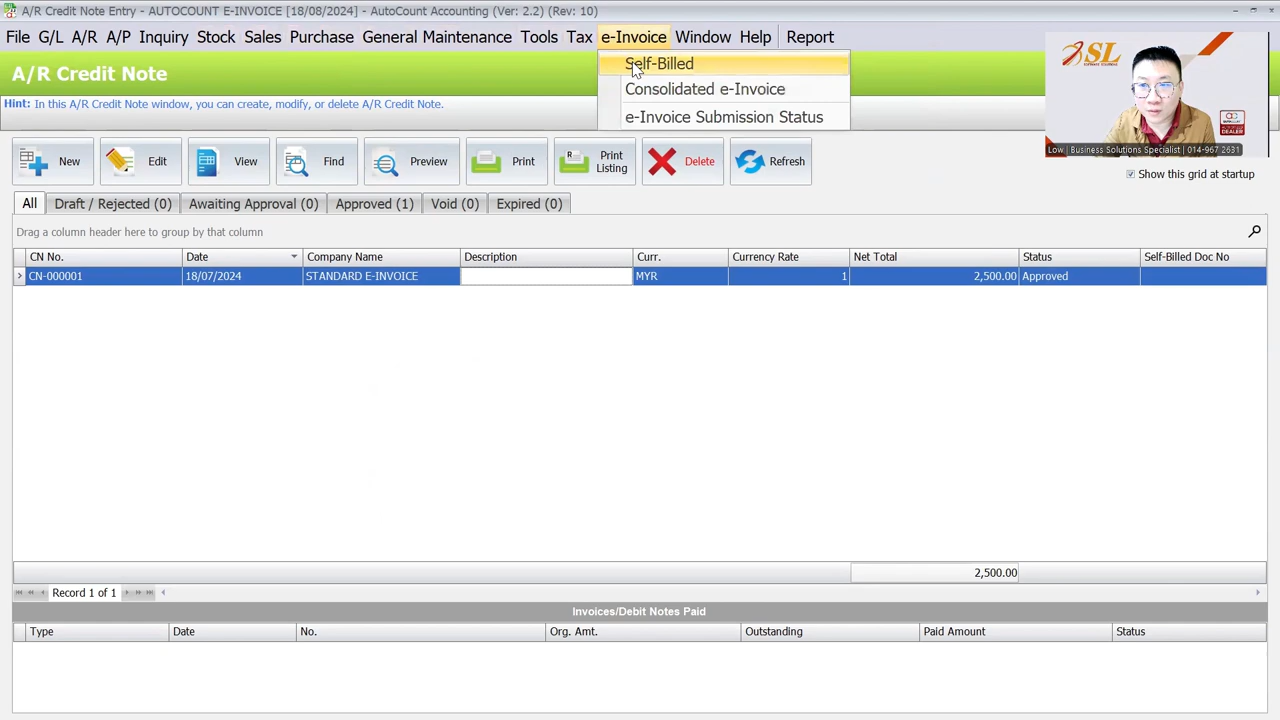 A/R Credit Note Entry - AUTOCOUNT E-INVOICE [18/08/2024] - AutoCount Accounting (Ver: 2.2) (Rev: 10)
File G/L A/R A/P Inquiry Stock Sales Purchase General Maintenance Tools Tax e-Invoice Window Help Report
Self-Billed
Consolidated e-Invoice
e-Invoice Submission Status
A/R Credit Note
Hint: In this A/R Credit Note window, you can create, modify, or delete A/R Credit Note.
SL
DEALER
Low | Business Solutions Specialist | 014-967 2631
New Edit View Find Preview Print Print Listing Delete Refresh
Show this grid at startup
All Draft / Rejected (0) Awaiting Approval (0) Approved (1) Void (0) Expired (0)
Drag a column header here to group by that column
CN No. Date Company Name Description Curr. Currency Rate Net Total Status Self-Billed Doc No
CN-000001 18/07/2024 STANDARD E-INVOICE MYR 1 2,500.00 Approved
2,500.00
Record 1 of 1
Invoices/Debit Notes Paid
Type Date No. Org. Amt. Outstanding Paid Amount Status